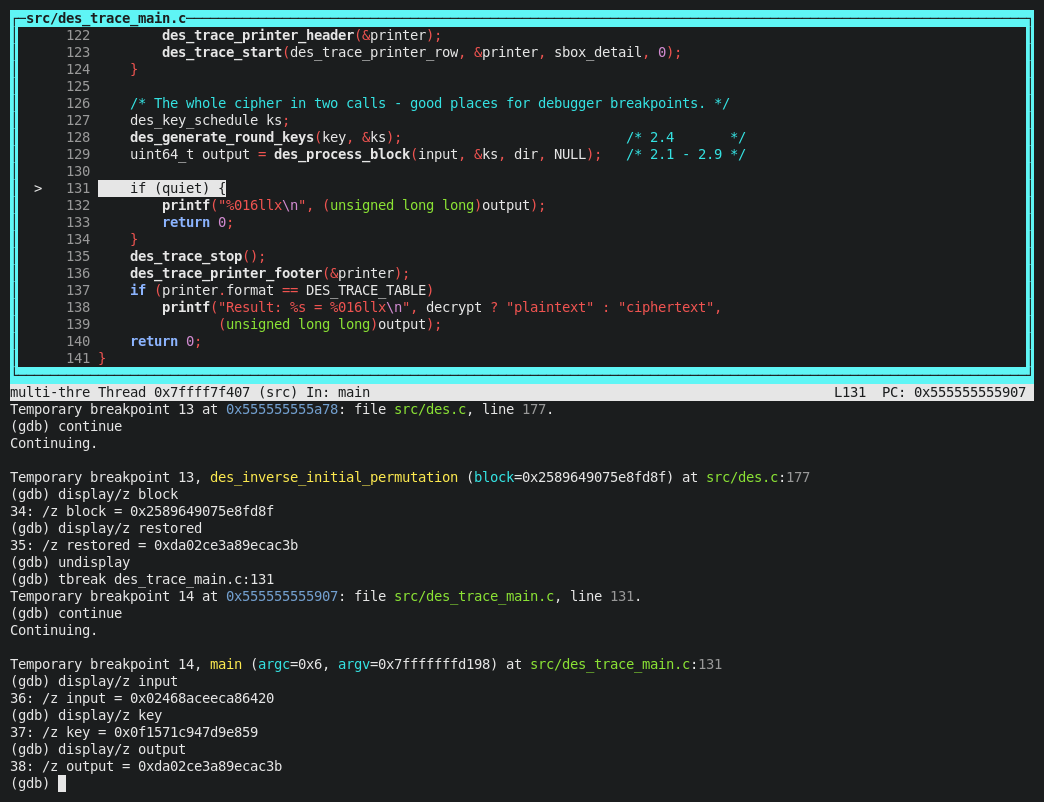 src/des_trace_main.c
122         des_trace_printer_header(&printer);
123         des_trace_start(des_trace_printer_row, &printer, sbox_detail, 0);
124     }
125
126     /* The whole cipher in two calls - good places for debugger breakpoints. */
127     des_key_schedule ks;
128     des_generate_round_keys(key, &ks);                            /* 2.4       */
129     uint64_t output = des_process_block(input, &ks, dir, NULL);   /* 2.1 - 2.9 */
130
> 131     if (quiet) {
132         printf("%016llx\n", (unsigned long long)output);
133         return 0;
134     }
135     des_trace_stop();
136     des_trace_printer_footer(&printer);
137     if (printer.format == DES_TRACE_TABLE)
138         printf("Result: %s = %016llx\n", decrypt ? "plaintext" : "ciphertext",
139                (unsigned long long)output);
140     return 0;
141 }
multi-thre Thread 0x7ffff7f407 (src) In: main                                                          L131  PC: 0x555555555907
Temporary breakpoint 13 at 0x555555555a78: file src/des.c, line 177.
(gdb) continue
Continuing.
Temporary breakpoint 13, des_inverse_initial_permutation (block=0x2589649075e8fd8f) at src/des.c:177
(gdb) display/z block
34: /z block = 0x2589649075e8fd8f
(gdb) display/z restored
35: /z restored = 0xda02ce3a89ecac3b
(gdb) undisplay
(gdb) tbreak des_trace_main.c:131
Temporary breakpoint 14 at 0x555555555907: file src/des_trace_main.c, line 131.
(gdb) continue
Continuing.
Temporary breakpoint 14, main (argc=0x6, argv=0x7fffffffd198) at src/des_trace_main.c:131
(gdb) display/z input
36: /z input = 0x02468aceeca86420
(gdb) display/z key
37: /z key = 0x0f1571c947d9e859
(gdb) display/z output
38: /z output = 0xda02ce3a89ecac3b
(gdb)